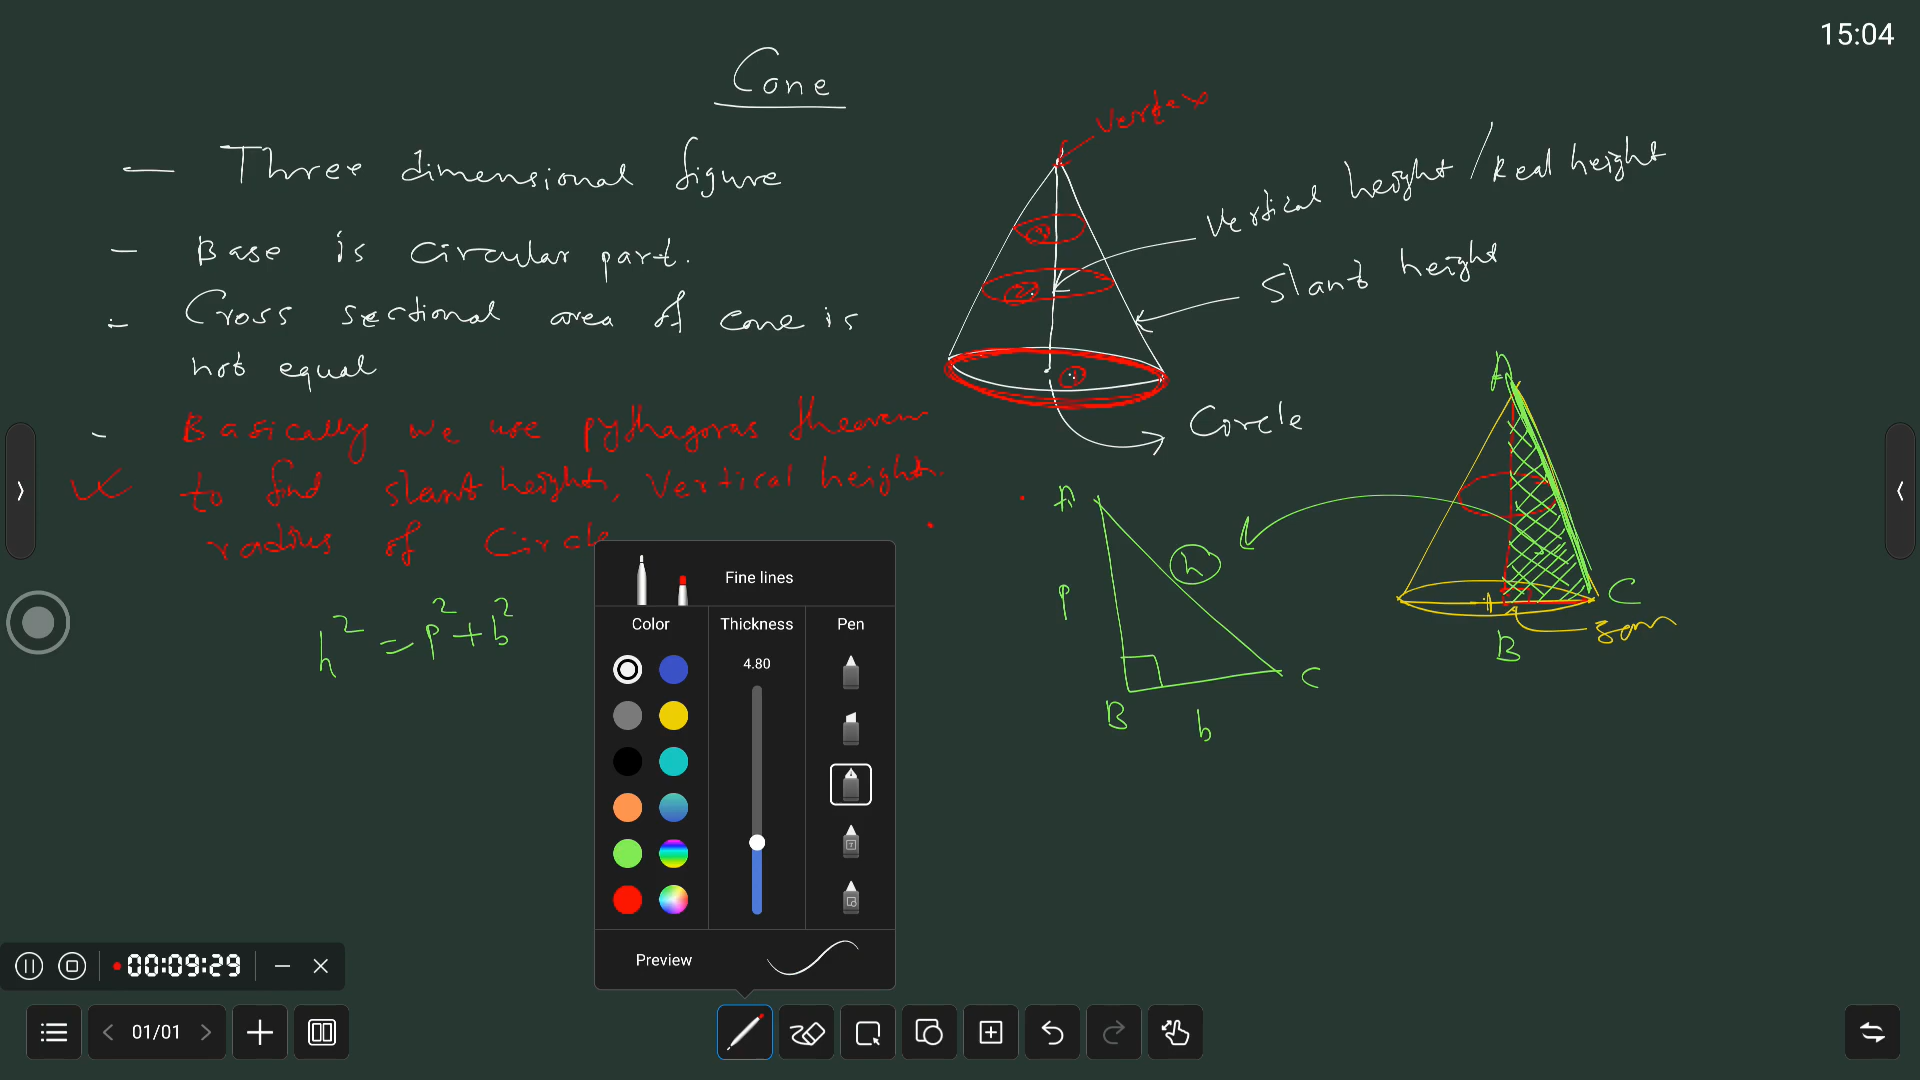 15:04
Cone
— Three dimensional figure
- Base is circular part.
- Cross sectional area of cone is
not equal
- Basically we use pythagoras theorem
to find slant height, vertical height.
radius of Circle
h² = p² + b²
Vertex
Vertical height / Real height
Slant height
Circle
1
A
h
p
B
b
C
A
C
B
Fine lines
Color
Thickness
Pen
4.80
Preview
00:09:29
01/01